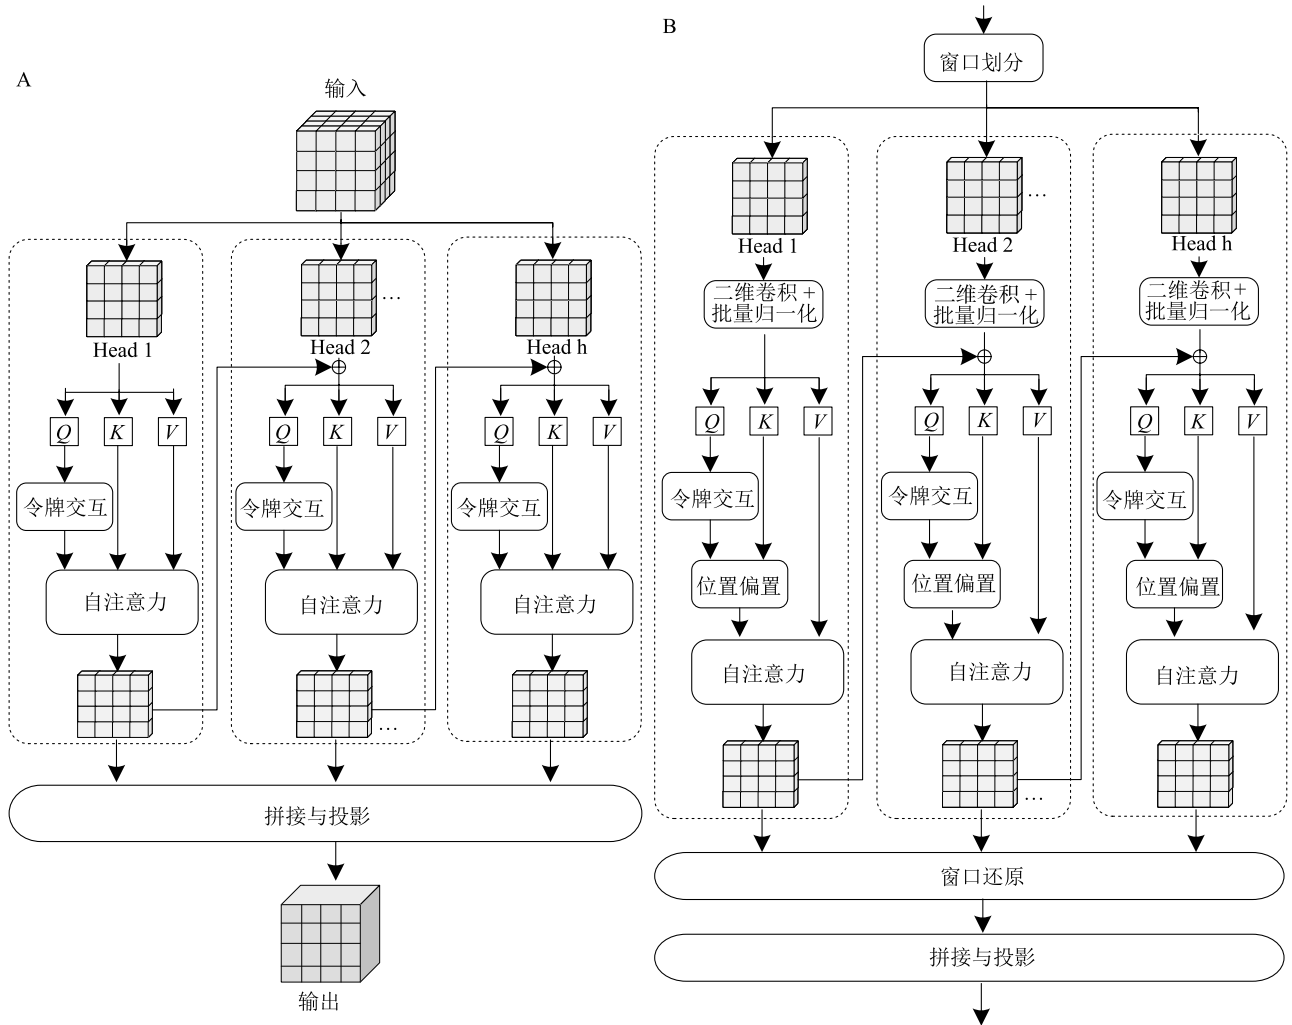 A
输入
Head 1
Head 2
…
Head h
Q K V
Q K V
Q K V
令牌交互
令牌交互
令牌交互
自注意力
自注意力
自注意力
…
拼接与投影
输出
B
窗口划分
…
Head 1
Head 2
Head h
二维卷积 +
批量归一化
二维卷积 +
批量归一化
二维卷积 +
批量归一化
Q K V
Q K V
Q K V
令牌交互
令牌交互
令牌交互
位置偏置
位置偏置
位置偏置
自注意力
自注意力
自注意力
…
窗口还原
拼接与投影